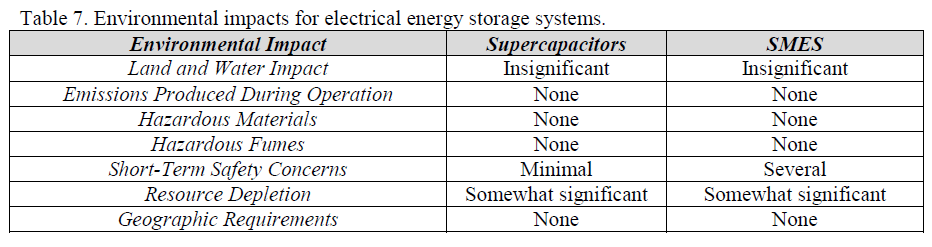 Table 7. Environmental impacts for electrical energy storage systems.
Environmental Impact Supercapacitors SMES
Land and Water Impact Insignificant Insignificant
Emissions Produced During Operation None None
Hazardous Materials None None
Hazardous Fumes None None
Short-Term Safety Concerns Minimal Several
Resource Depletion Somewhat significant Somewhat significant
Geographic Requirements None None